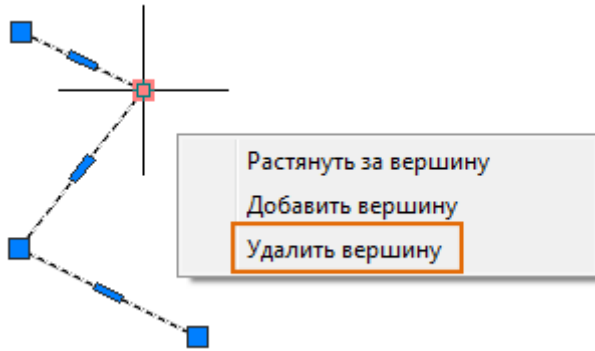 Растянуть за вершину
Добавить вершину
Удалить вершину